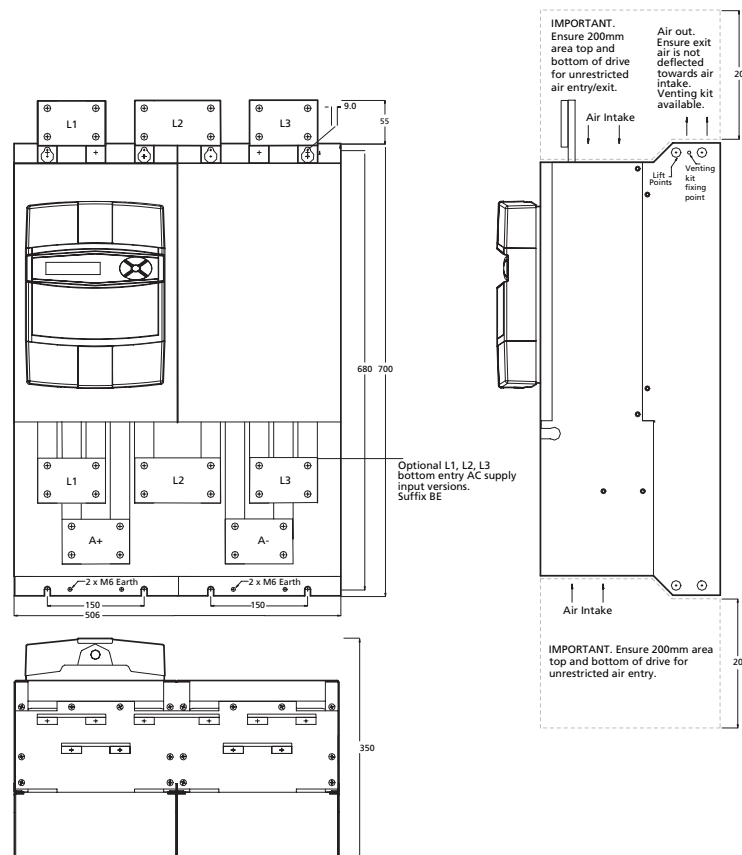 IMPORTANT.
Ensure 200mm
area top and
bottom of drive
for unrestricted
air entry/exit.
Air out.
Ensure exit
air is not
deflected
towards air
intake.
Venting kit
available.
20
Air Intake
Lift
Points
Venting
kit
fixing
point
L1
L2
L3
9.0
55
680
700
L1
L2
L3
Optional L1, L2, L3
bottom entry AC supply
input versions.
Suffix BE
A+
A-
2 x M6 Earth
2 x M6 Earth
150
150
506
Air Intake
IMPORTANT. Ensure 200mm area
top and bottom of drive for
unrestricted air entry.
20
350